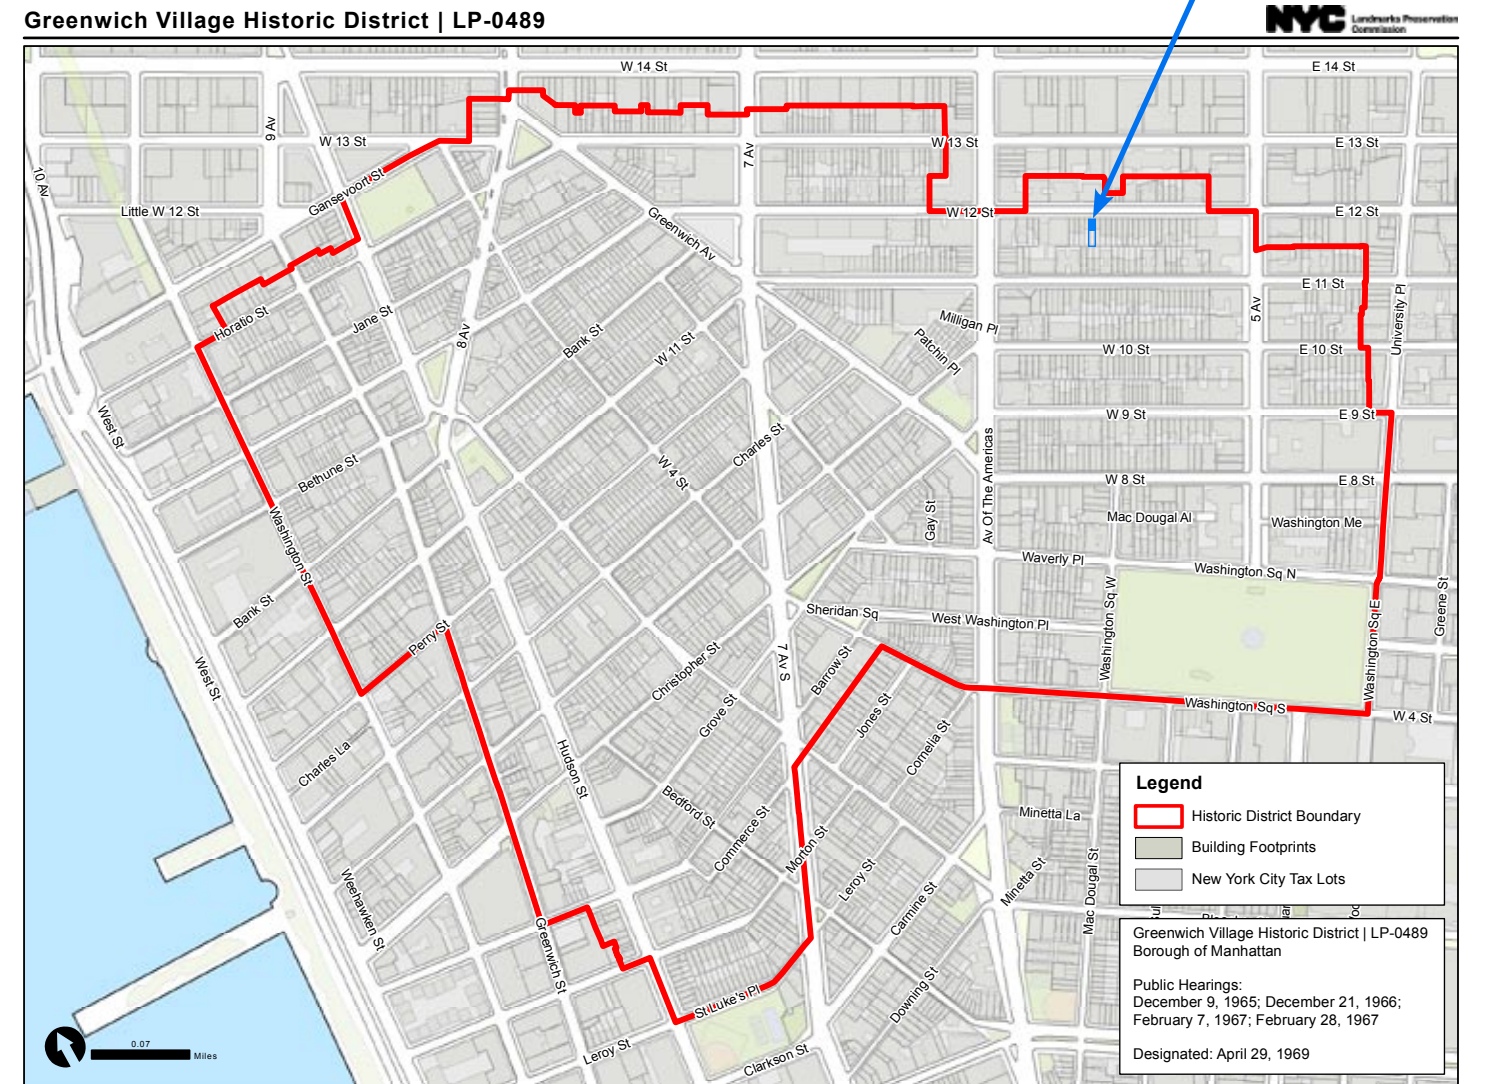 Greenwich Village Historic District | LP-0489
NYC Landmarks Preservation
Commission
W 14 St
E 14 St
9 Av
W 13 St
7 Av
W 13 St
E 13 St
10 Av
Gansevoort St
Little W 12 St
Greenwich Av
W 12 St
E 12 St
Horatio St
Jane St
8 Av
Bank St
W 11 St
Milligan Pl
Patchin Pl
5 Av
E 11 St
University Pl
W 10 St
E 10 St
West St
Bethune St
W 4 St
Charles St
Av Of The Americas
W 9 St
E 9 St
W 8 St
E 8 St
Gay St
Mac Dougal Al
Washington Me
Washington St
Waverly Pl
Washington Sq N
Bank St
Perry St
Sheridan Sq
West Washington Pl
Washington Sq W
Washington Sq E
Greene St
West St
Christopher St
7 Av S
Barrow St
Grove St
Jones St
Cornelia St
Washington Sq S
W 4 St
Charles La
Hudson St
Bedford St
Commerce St
Morton St
Leroy St
Minetta La
Minetta St
Mac Dougal St
Carmine St
Weehawken St
Greenwich St
Downing St
St Luke's Pl
Leroy St
Clarkson St
Legend
Historic District Boundary
Building Footprints
New York City Tax Lots
Greenwich Village Historic District | LP-0489
Borough of Manhattan
Public Hearings:
December 9, 1965; December 21, 1966;
February 7, 1967; February 28, 1967
Designated: April 29, 1969
0.07
Miles